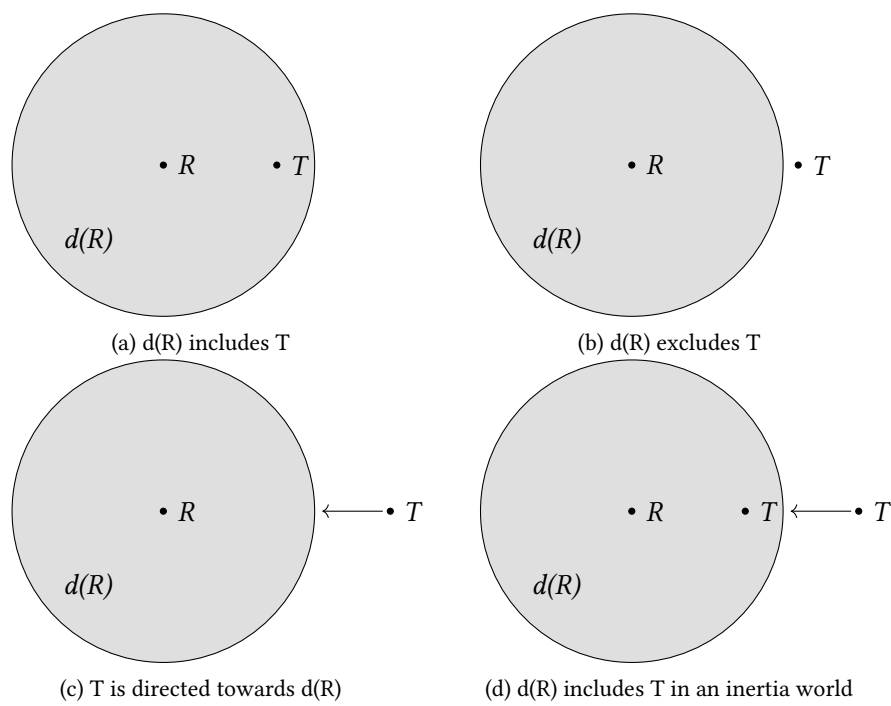 R T
d(R)
(a) d(R) includes T
R T
d(R)
(b) d(R) excludes T
R T
d(R)
(c) T is directed towards d(R)
R T T
d(R)
(d) d(R) includes T in an inertia world